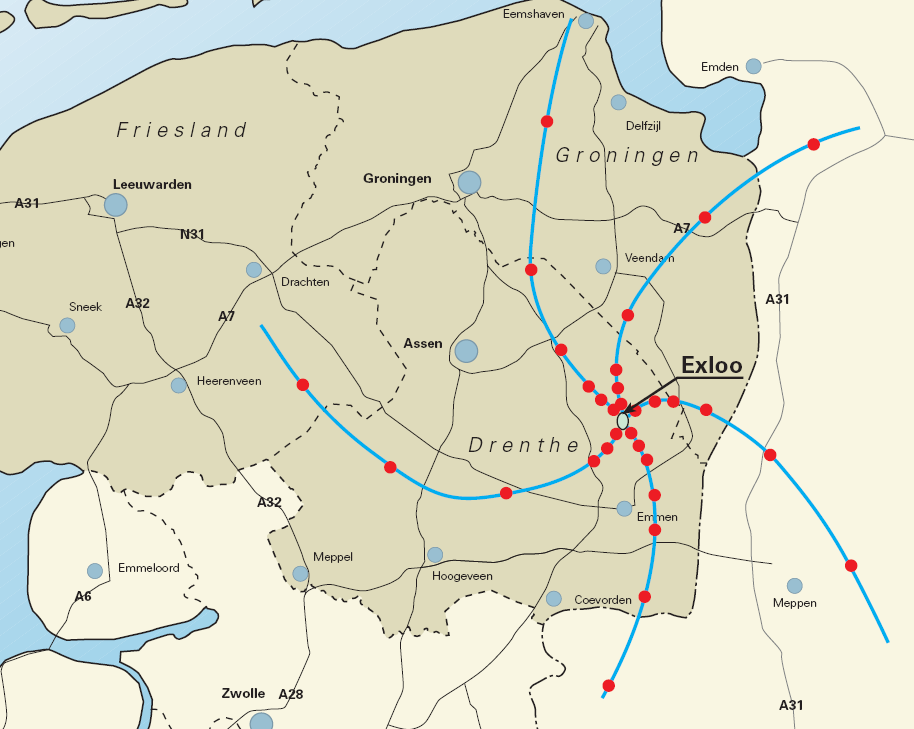 Eemshaven
Emden
Delfzijl
Friesland
Groningen
Groningen
Leeuwarden
A31
N31
A7
Veendam
gen
Drachten
A31
Sneek
A32
A7
Assen
Exloo
Heerenveen
Drenthe
A32
Emmen
Meppel
Emmeloord
Hoogeveen
A6
Coevorden
Meppen
Zwolle
A28
A31